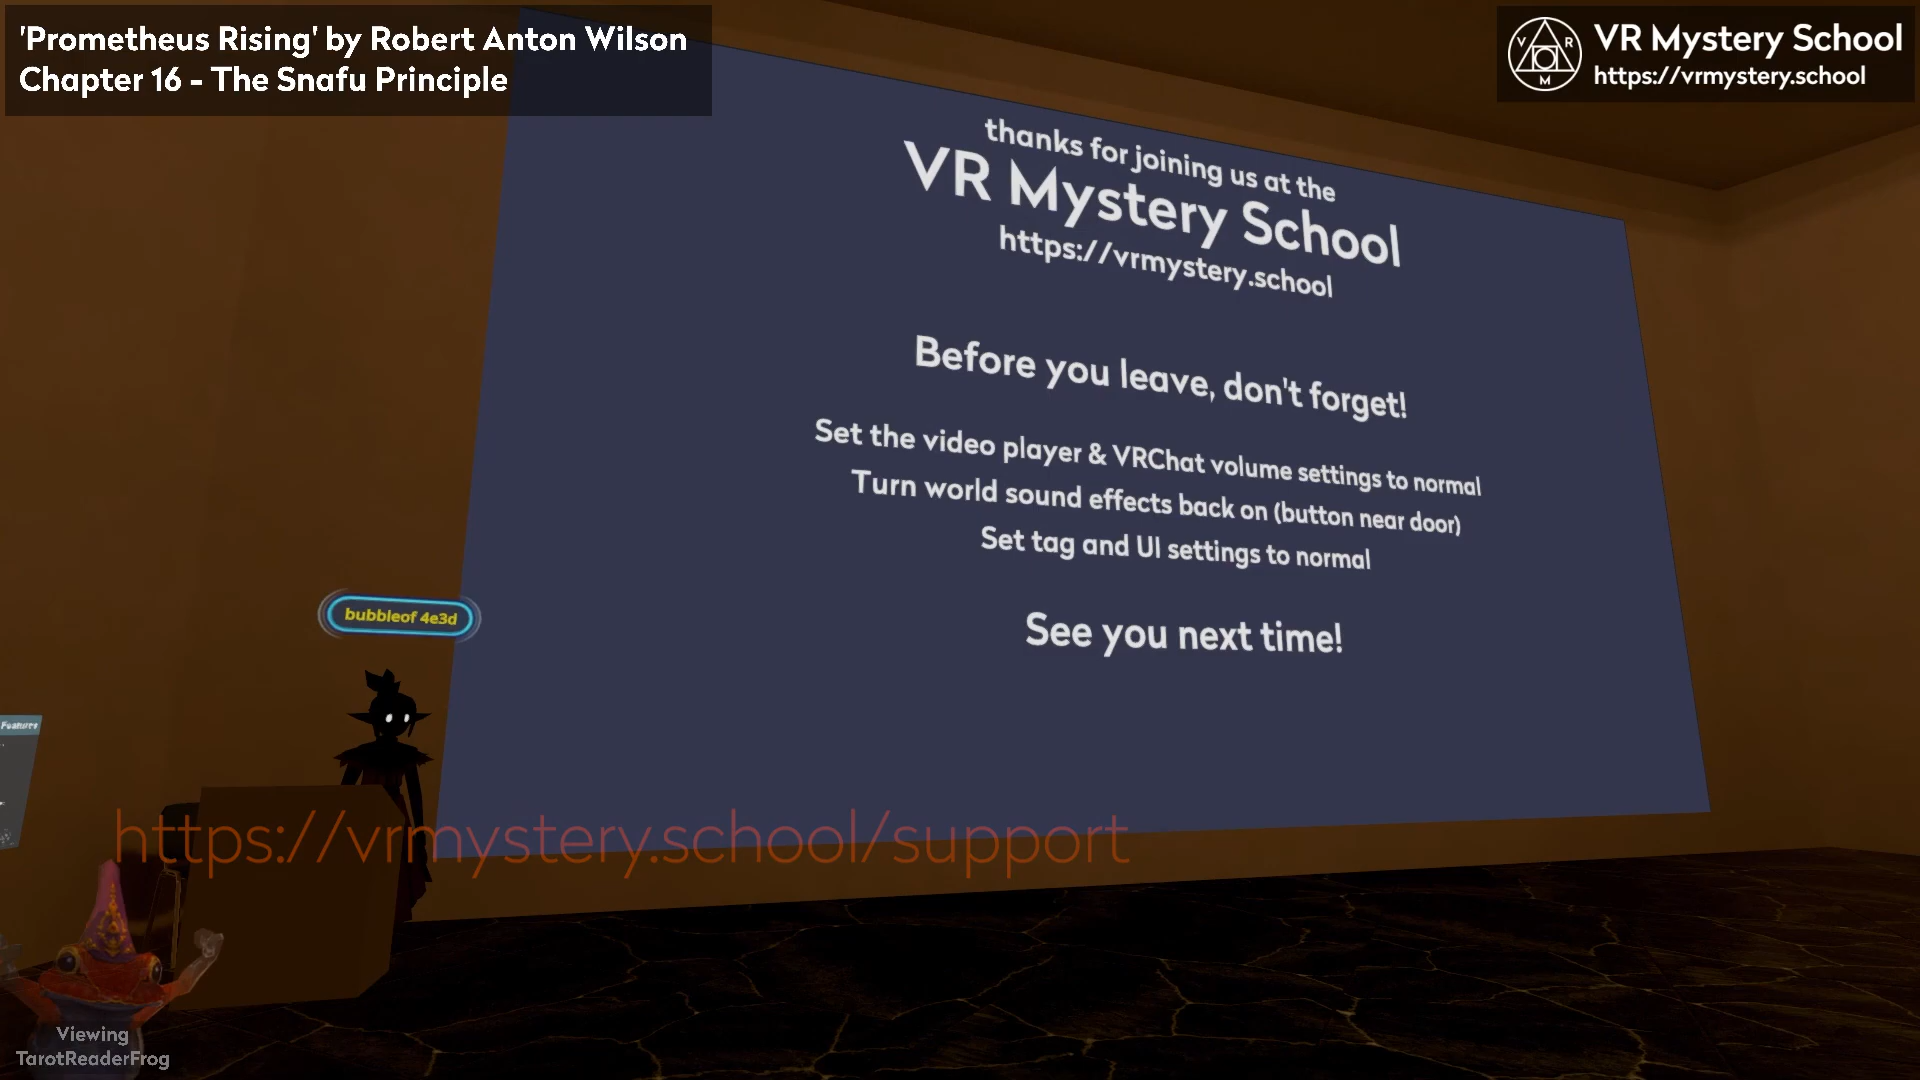 'Prometheus Rising' by Robert Anton Wilson
Chapter 16 - The Snafu Principle
V R
M
VR Mystery School
https://vrmystery.school
thanks for joining us at the
VR Mystery School
https://vrmystery.school
Before you leave, don't forget!
Set the video player & VRChat volume settings to normal
Turn world sound effects back on (button near door)
Set tag and UI settings to normal
See you next time!
bubbleof 4e3d
https://vrmystery.school/support
Viewing
TarotReaderFrog